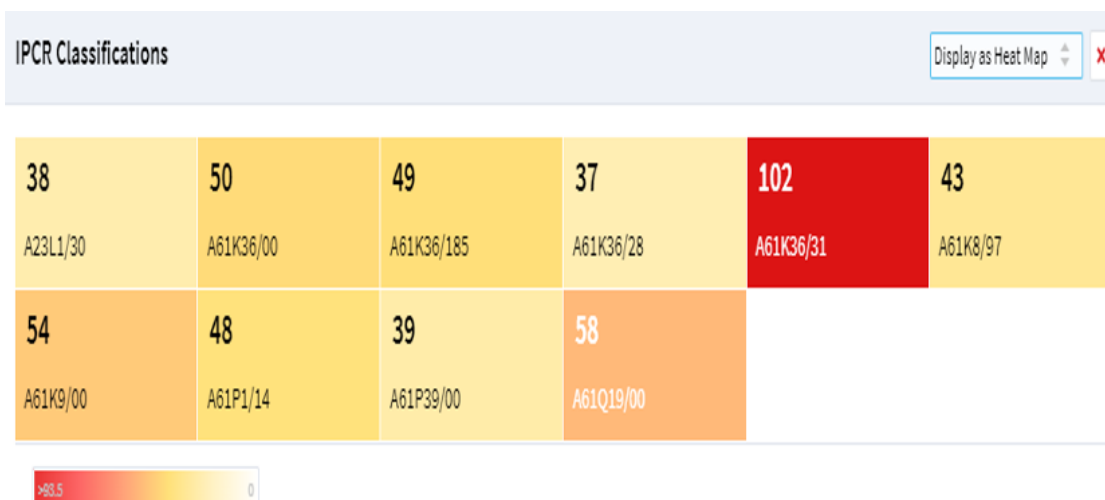 IPCR Classifications
Display as Heat Map
38 50 49 37 102 43
A23L1/30 A61K36/00 A61K36/185 A61K36/28 A61K36/31 A61K8/97
54 48 39 58
A61K9/00 A61P1/14 A61P39/00 A61Q19/00
>93.5 0